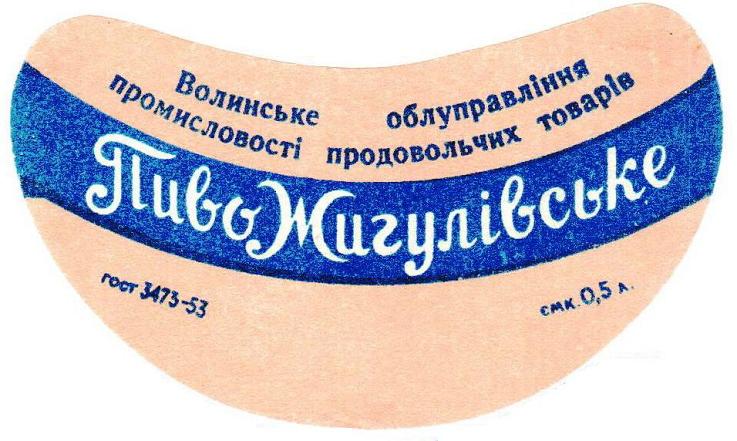 Волинське облуправління
промисловості продовольчих товарів
Пиво Жигулівське
гост 3473-53
ємк. 0,5 л.